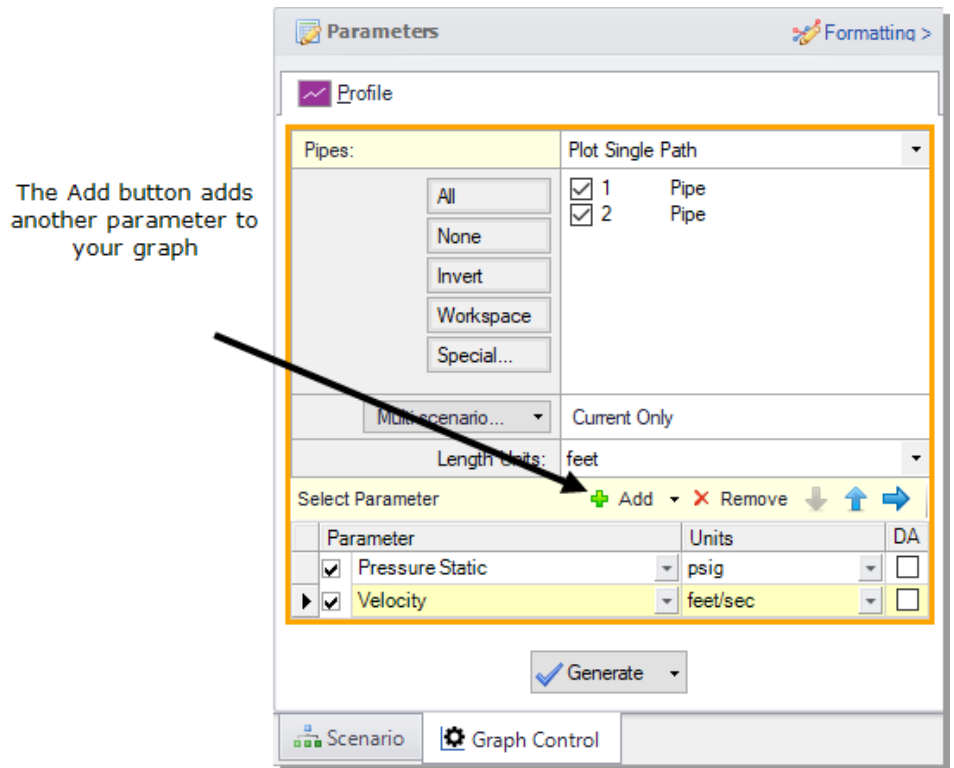 Parameters
Formatting >
Profile
The Add button adds
another parameter to
your graph
Pipes:
Plot Single Path
All
None
Invert
Workspace
Special...
1 Pipe
2 Pipe
Multi-scenario...
Current Only
Length Units:
feet
Select Parameter
Add
Remove
Parameter
Units
DA
Pressure Static
psig
Velocity
feet/sec
Generate
Scenario
Graph Control